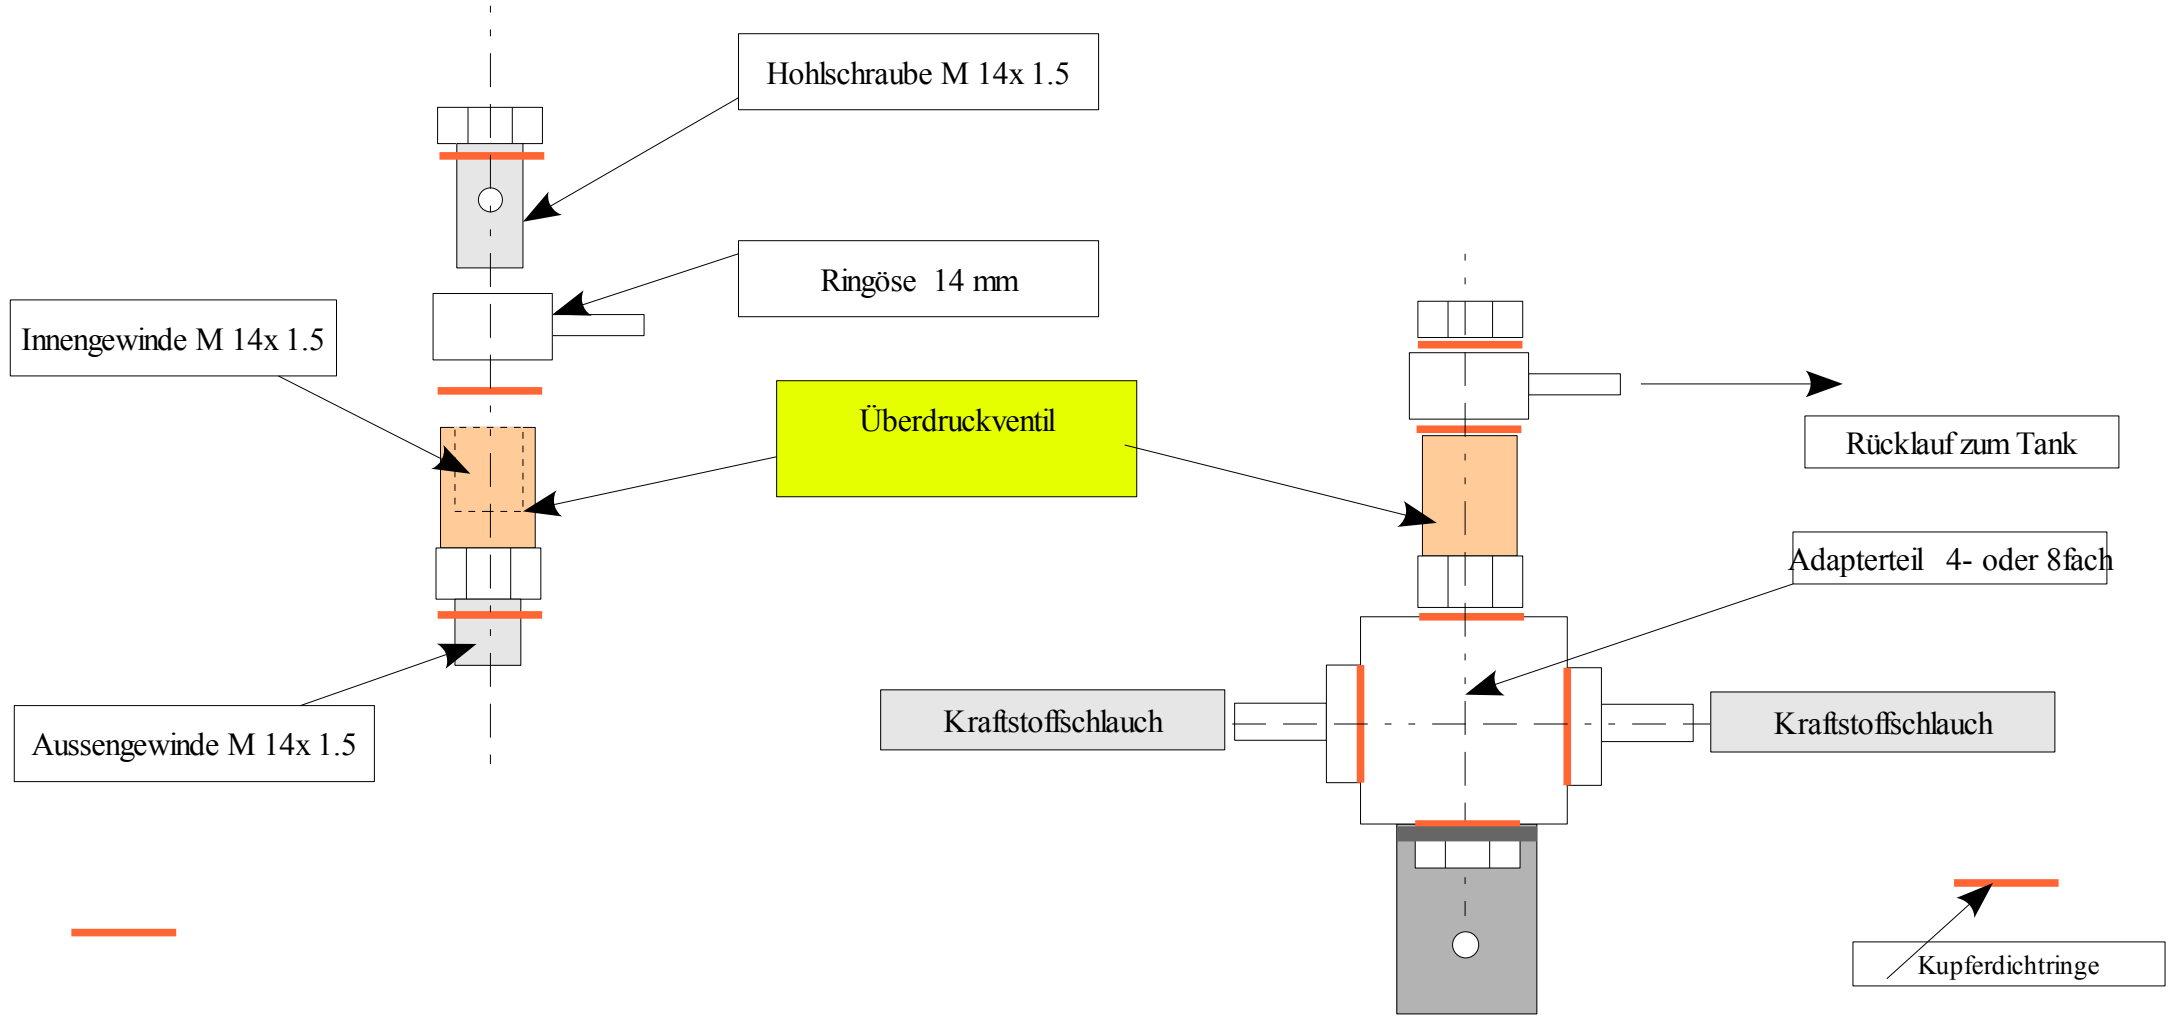 Hohlschraube M 14x 1.5
Ringöse 14 mm
Innengewinde M 14x 1.5
Überdruckventil
Rücklauf zum Tank
Adapterteil 4- oder 8fach
Kraftstoffschlauch
Kraftstoffschlauch
Aussengewinde M 14x 1.5
Kupferdichtringe